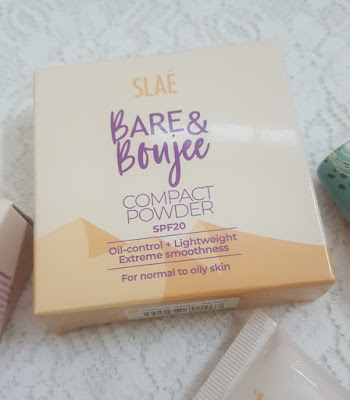 SLAÉ
BARE &
Boujee
COMPACT
POWDER
SPF20
Oil-control + Lightweight
Extreme smoothness
For normal to oily skin